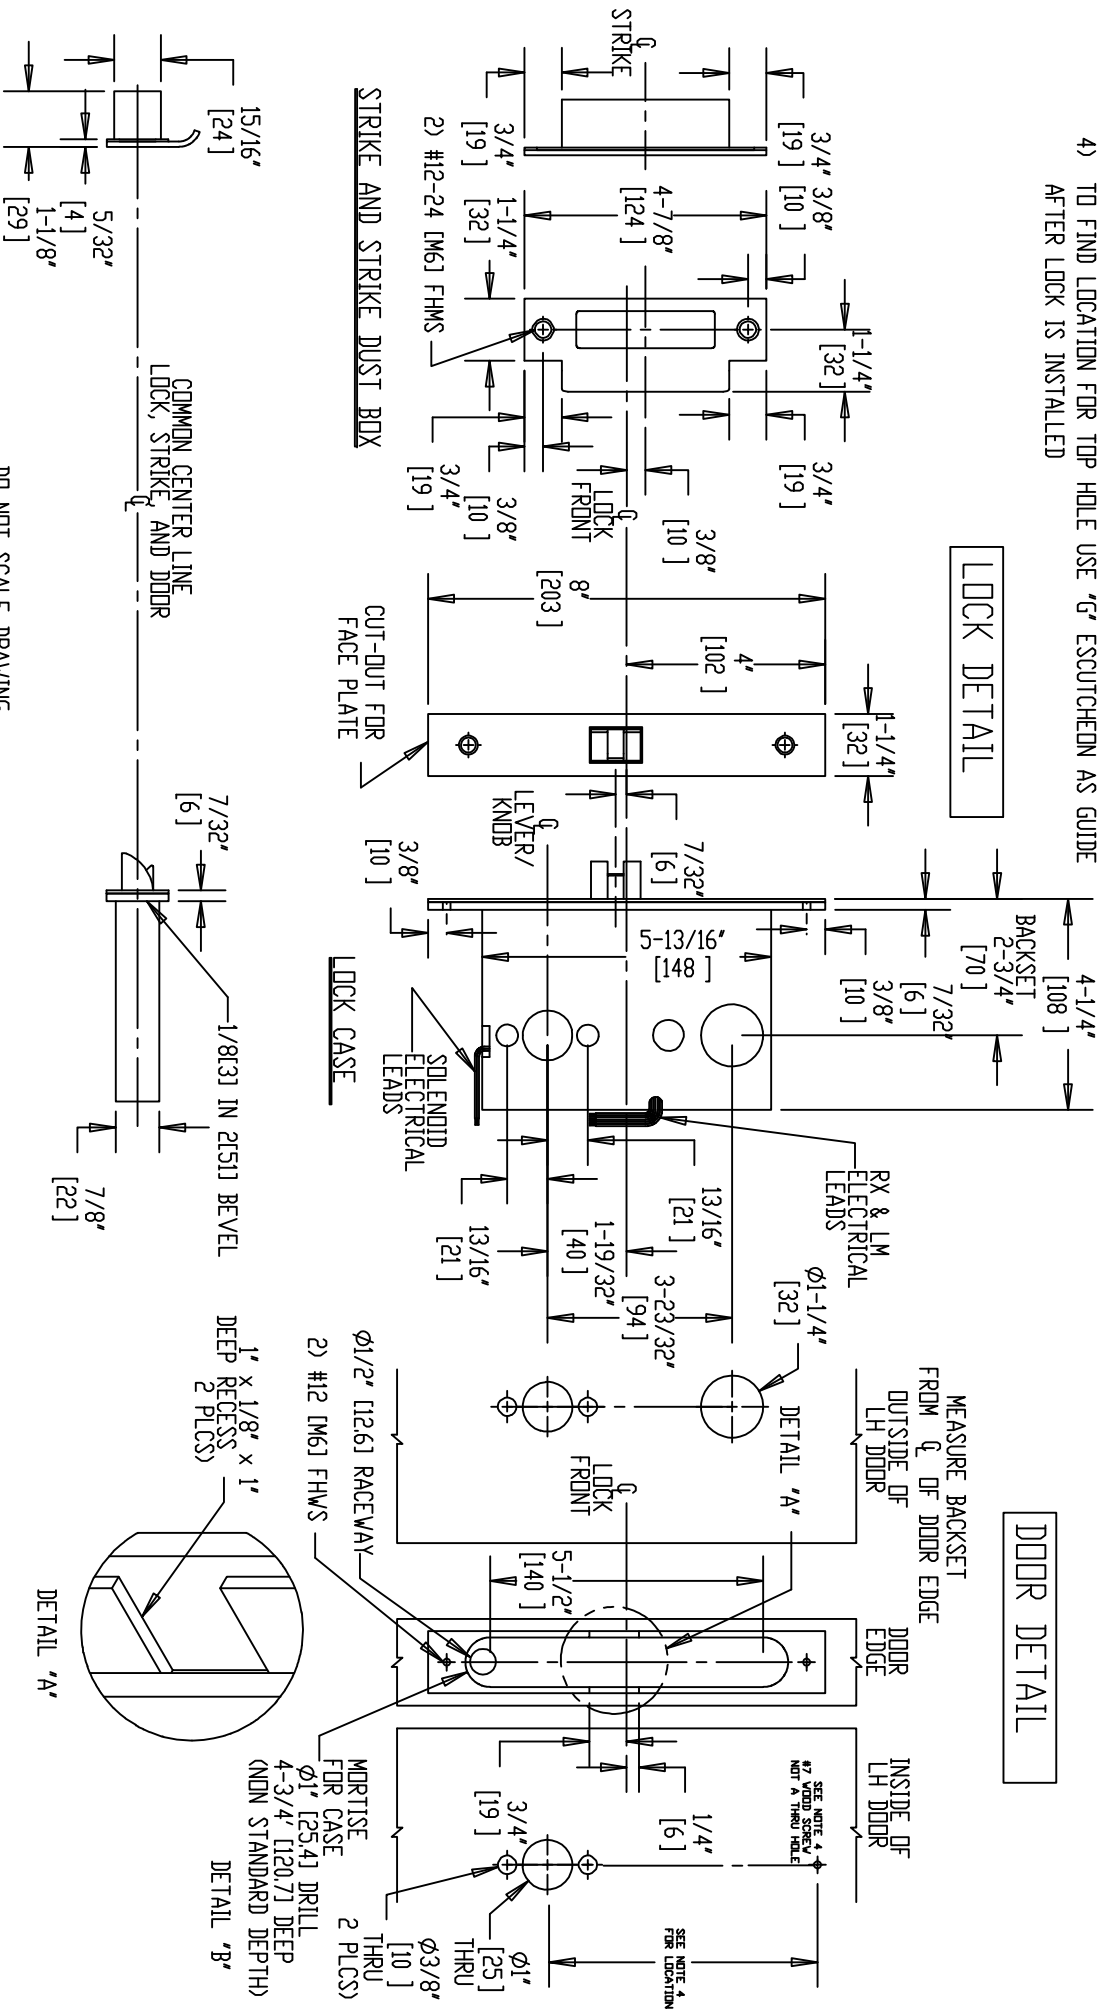 4) TO FIND LOCATION FOR TOP HOLE USE "G" ESCUTCHEON AS GUIDE
AFTER LOCK IS INSTALLED
LOCK DETAIL
DOOR DETAIL
℄
STRIKE
3/4"
[19 ]
3/4"
[19 ]
STRIKE AND STRIKE DUST BOX
2) #12-24 [M6] FHMS
3/8"
[10 ]
4-7/8"
[124 ]
1-1/4"
[32 ]
1-1/4"
[32 ]
3/4"
[19 ]
3/4"
[19 ]
3/8"
[10 ]
℄
LOCK
FRONT
3/8"
[10 ]
8"
[203 ]
4"
[102 ]
1-1/4"
[32 ]
CUT-OUT FOR
FACE PLATE
7/32"
[6 ]
℄
LEVER/
KNOB
3/8"
[10 ]
4-1/4"
[108 ]
BACKSET
2-3/4"
[70 ]
7/32"
[6 ]
3/8"
[10 ]
5-13/16"
[148 ]
LOCK CASE
SOLENOID
ELECTRICAL
LEADS
RX & LM
ELECTRICAL
LEADS
13/16"
[21 ]
1-19/32"
[40 ]
13/16"
[21 ]
3-23/32"
[94 ]
Ø1-1/4"
[32 ]
MEASURE BACKSET
FROM ℄ OF DOOR EDGE
OUTSIDE OF
LH DOOR
DETAIL "A"
℄
LOCK
FRONT
DOOR
EDGE
5-1/2"
[140 ]
Ø1/2" [12.6] RACEWAY
2) #12 [M6] FHWS
INSIDE OF
LH DOOR
SEE NOTE 4
#7 WOOD SCREW
NOT A THRU HOLE
SEE NOTE 4
FOR LOCATION
1/4"
[6 ]
3/4"
[19 ]
Ø1"
[25 ]
THRU
Ø3/8"
[10 ]
THRU
2 PLCS)
MORTISE
FOR CASE
Ø1" [25.4] DRILL
4-3/4' [120.7] DEEP
(NON STANDARD DEPTH)
DETAIL "B"
1" x 1/8" x 1"
DEEP RECESS
2 PLCS)
DETAIL "A"
15/16"
[24 ]
5/32"
[4 ]
1-1/8"
[29 ]
COMMON CENTER LINE
LOCK, STRIKE, AND DOOR
℄
7/32"
[6 ]
1/8[3] IN 2[51] BEVEL
7/8"
[22 ]
DO NOT SCALE DRAWING